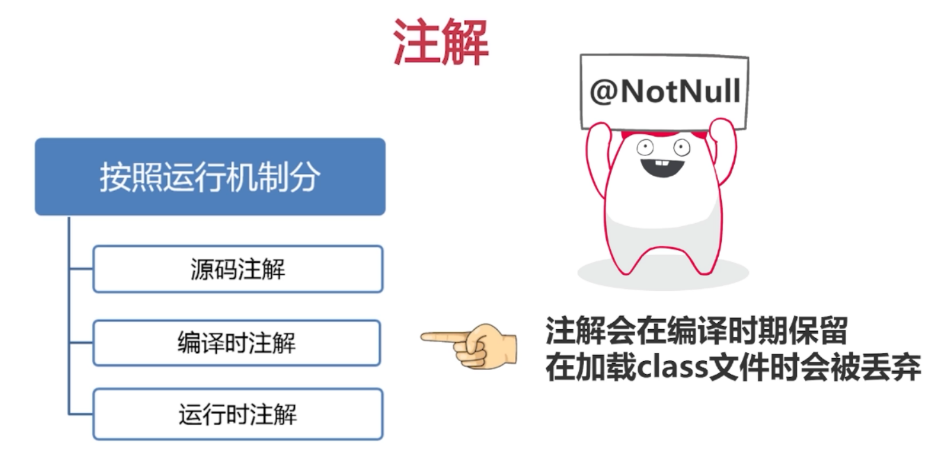 注解
@NotNull
按照运行机制分
源码注解
编译时注解
运行时注解
注解会在编译时期保留
在加载class文件时会被丢弃